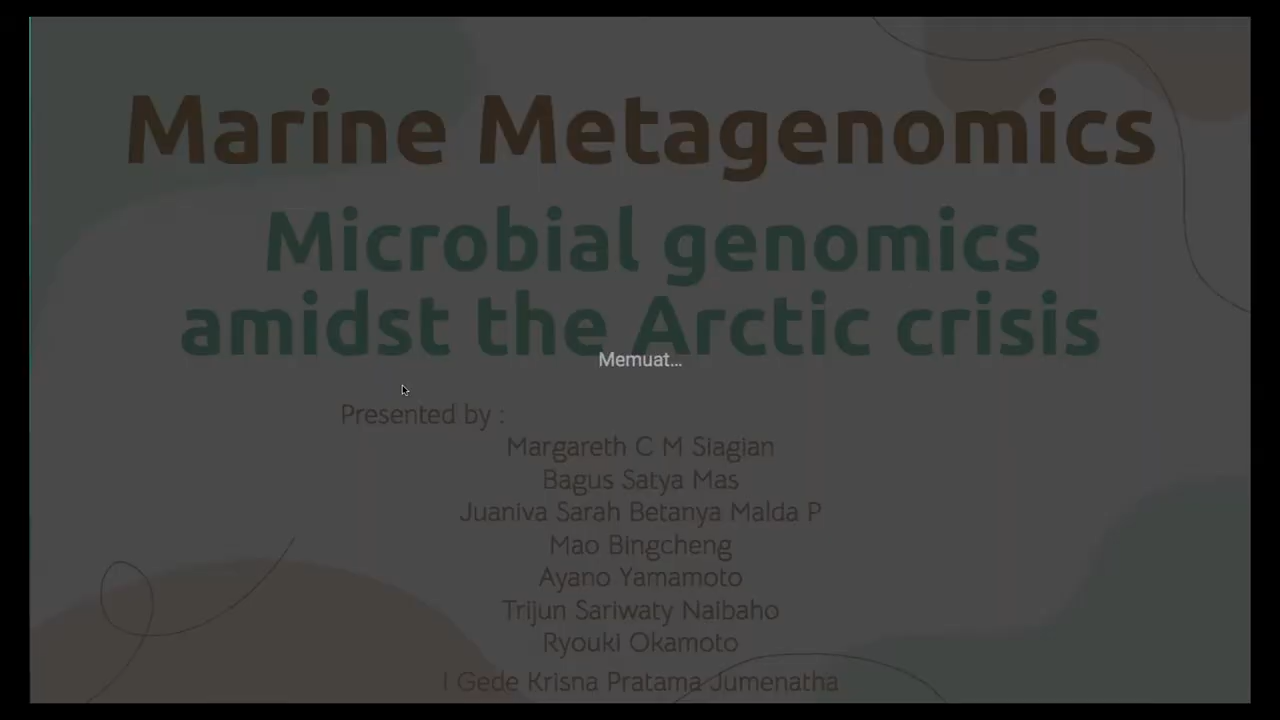 Marine Metagenomics
Microbial genomics
amidst the Arctic crisis
Memuat...
Presented by :
Margareth C M Siagian
Bagus Satya Mas
Juaniva Sarah Betanya Malda P
Mao Bingcheng
Ayano Yamamoto
Trijun Sariwaty Naibaho
Ryouki Okamoto
I Gede Krisna Pratama Jumenatha